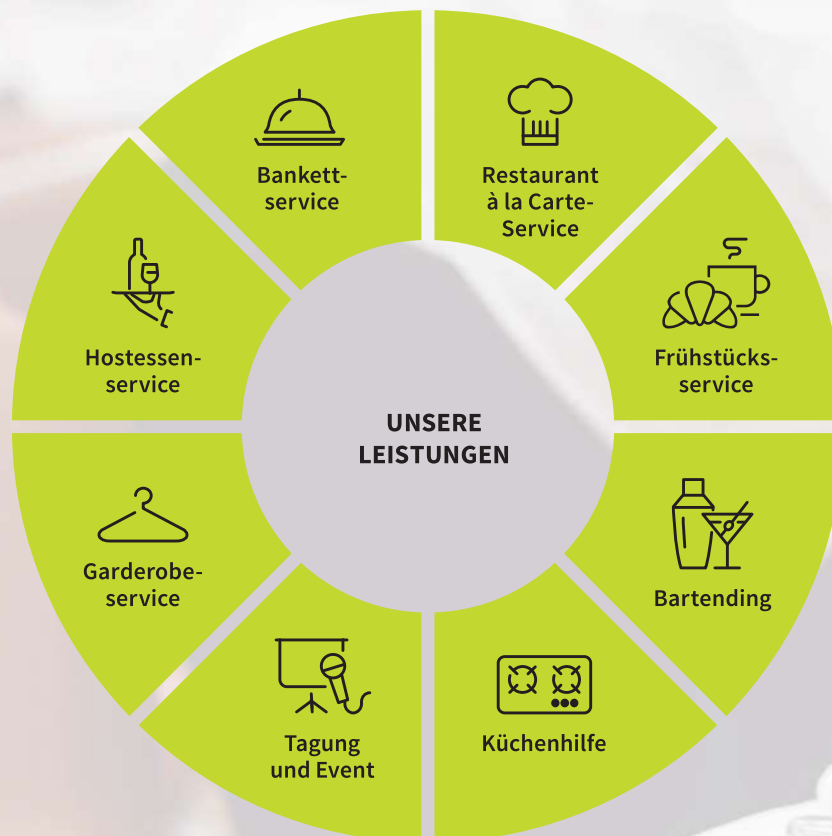 Bankett-
service
Restaurant
à la Carte-
Service
Frühstücks-
service
Bartending
Küchenhilfe
Tagung
und Event
Garderobe-
service
Hostessen-
service
UNSERE
LEISTUNGEN